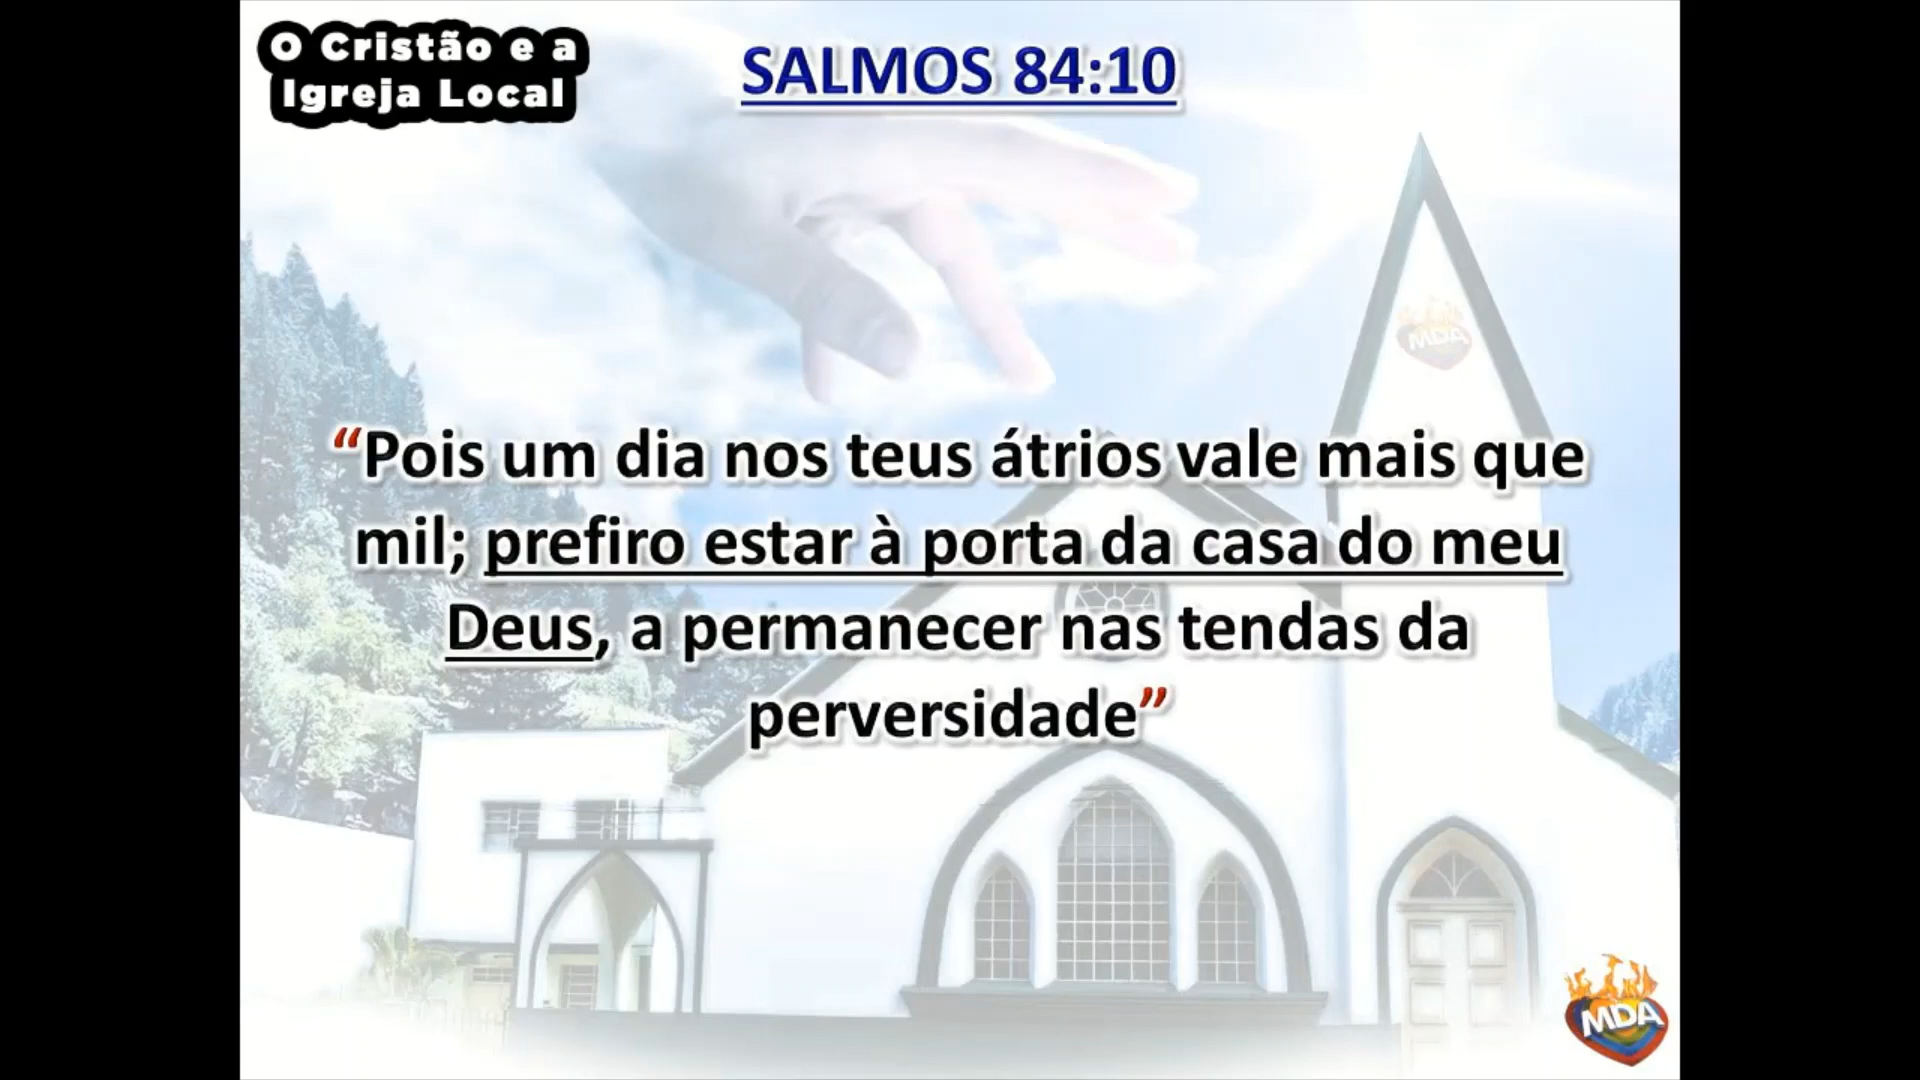 O Cristão e a
Igreja Local
SALMOS 84:10
MDA
“Pois um dia nos teus átrios vale mais que
mil; prefiro estar à porta da casa do meu
Deus, a permanecer nas tendas da
perversidade”
MDA